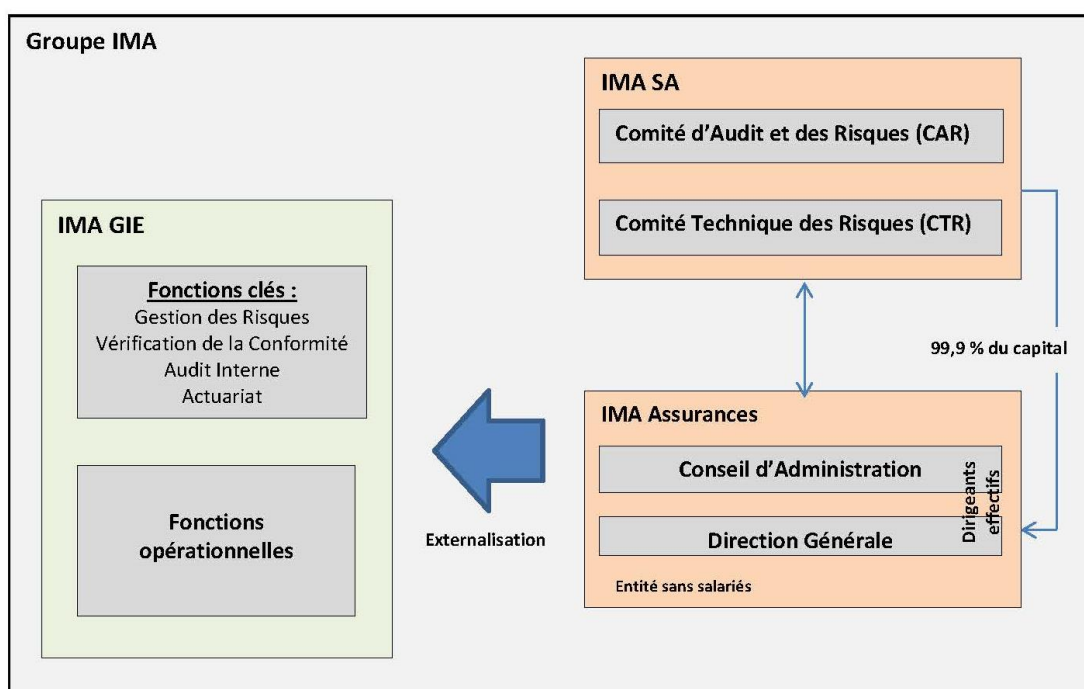 Groupe IMA
IMA SA
Comité d'Audit et des Risques (CAR)
Comité Technique des Risques (CTR)
IMA GIE
Fonctions clés :
Gestion des Risques
Vérification de la Conformité
Audit Interne
Actuariat
Fonctions
opérationnelles
Externalisation
99,9 % du capital
IMA Assurances
Conseil d'Administration
Direction Générale
Dirigeants
effectifs
Entité sans salariés